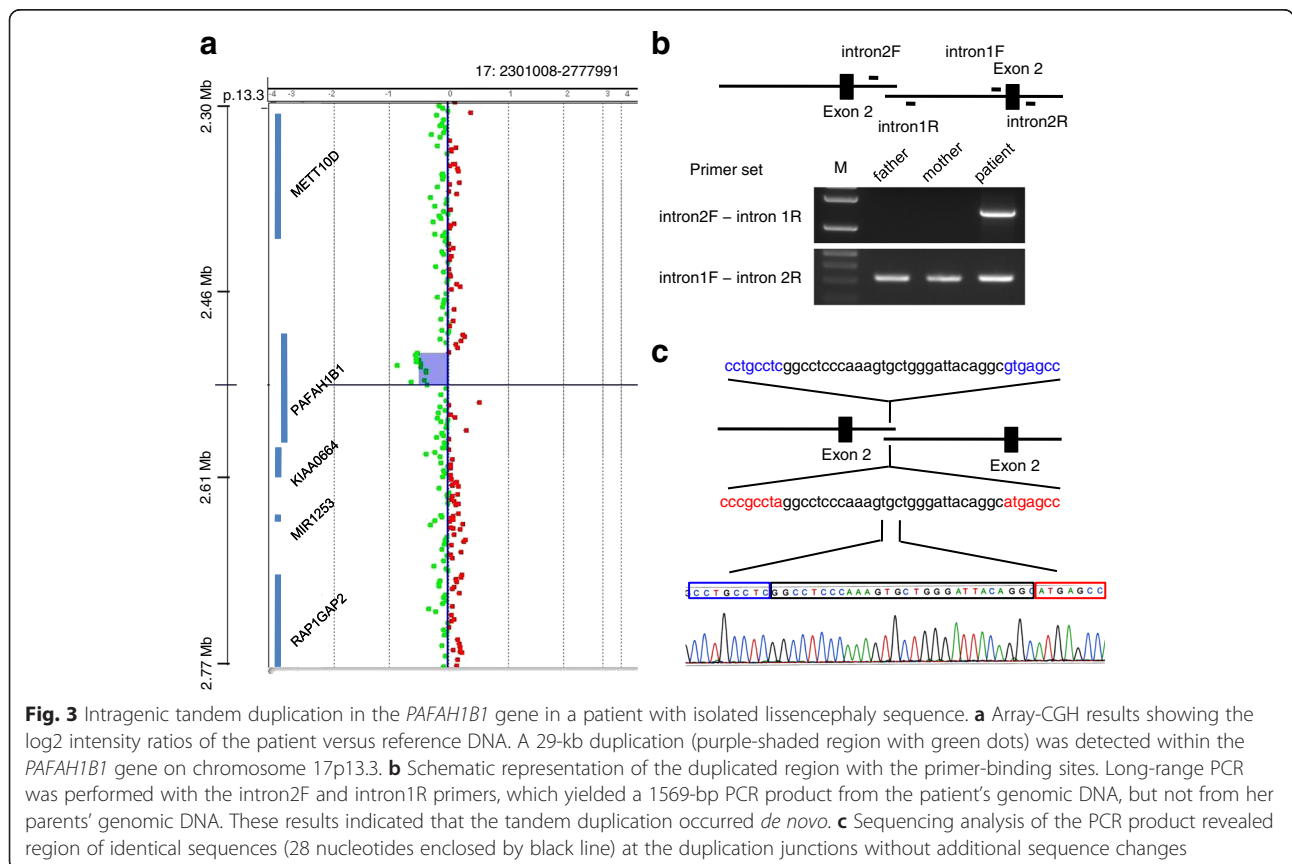 a
17: 2301008-2777991
p.13.3
-4 -3 -2 -1 0 1 2 3 4
2.30 Mb
METT10D
2.46 Mb
PAFAH1B1
KIAA0664
2.61 Mb
MIR1253
RAP1GAP2
2.77 Mb
b
intron2F
intron1F
Exon 2
Exon 2
intron1R
intron2R
Primer set
M
father
mother
patient
intron2F – intron 1R
intron1F – intron 2R
c
cctgcctcggcctcccaaagtgctgggattacaggcgtgagcc
Exon 2
Exon 2
cccgcctaggcctcccaaagtgctgggattacaggcatgagcc
CCTGCCTCGGCCTCCCAAAGTGCTGGGATTACAGGCATGAGCC
Fig. 3 Intragenic tandem duplication in the PAFAH1B1 gene in a patient with isolated lissencephaly sequence. a Array-CGH results showing the
log2 intensity ratios of the patient versus reference DNA. A 29-kb duplication (purple-shaded region with green dots) was detected within the
PAFAH1B1 gene on chromosome 17p13.3. b Schematic representation of the duplicated region with the primer-binding sites. Long-range PCR
was performed with the intron2F and intron1R primers, which yielded a 1569-bp PCR product from the patient's genomic DNA, but not from her
parents' genomic DNA. These results indicated that the tandem duplication occurred de novo. c Sequencing analysis of the PCR product revealed
region of identical sequences (28 nucleotides enclosed by black line) at the duplication junctions without additional sequence changes